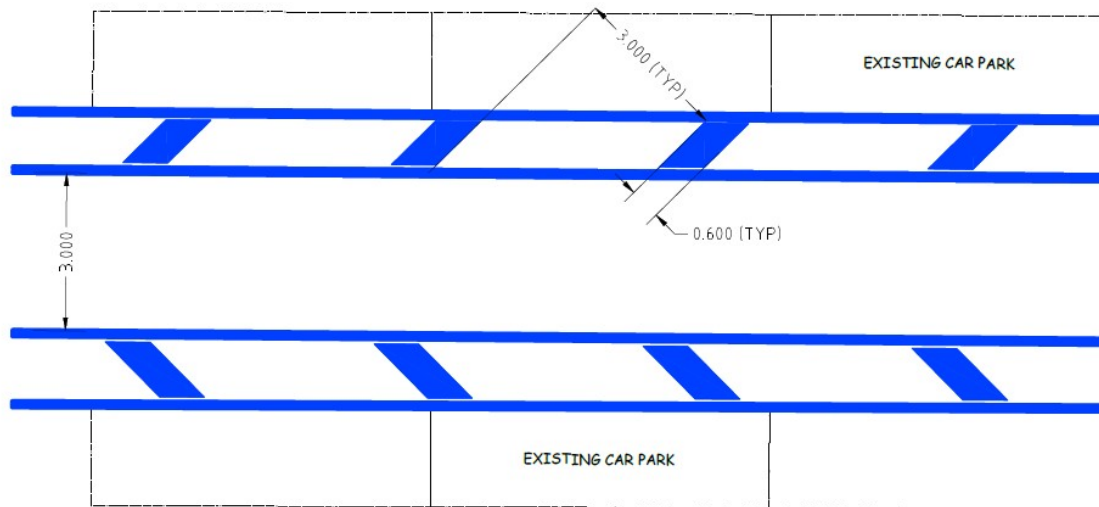 EXISTING CAR PARK
3.000 (TYP)
0.600 (TYP)
3.000
EXISTING CAR PARK